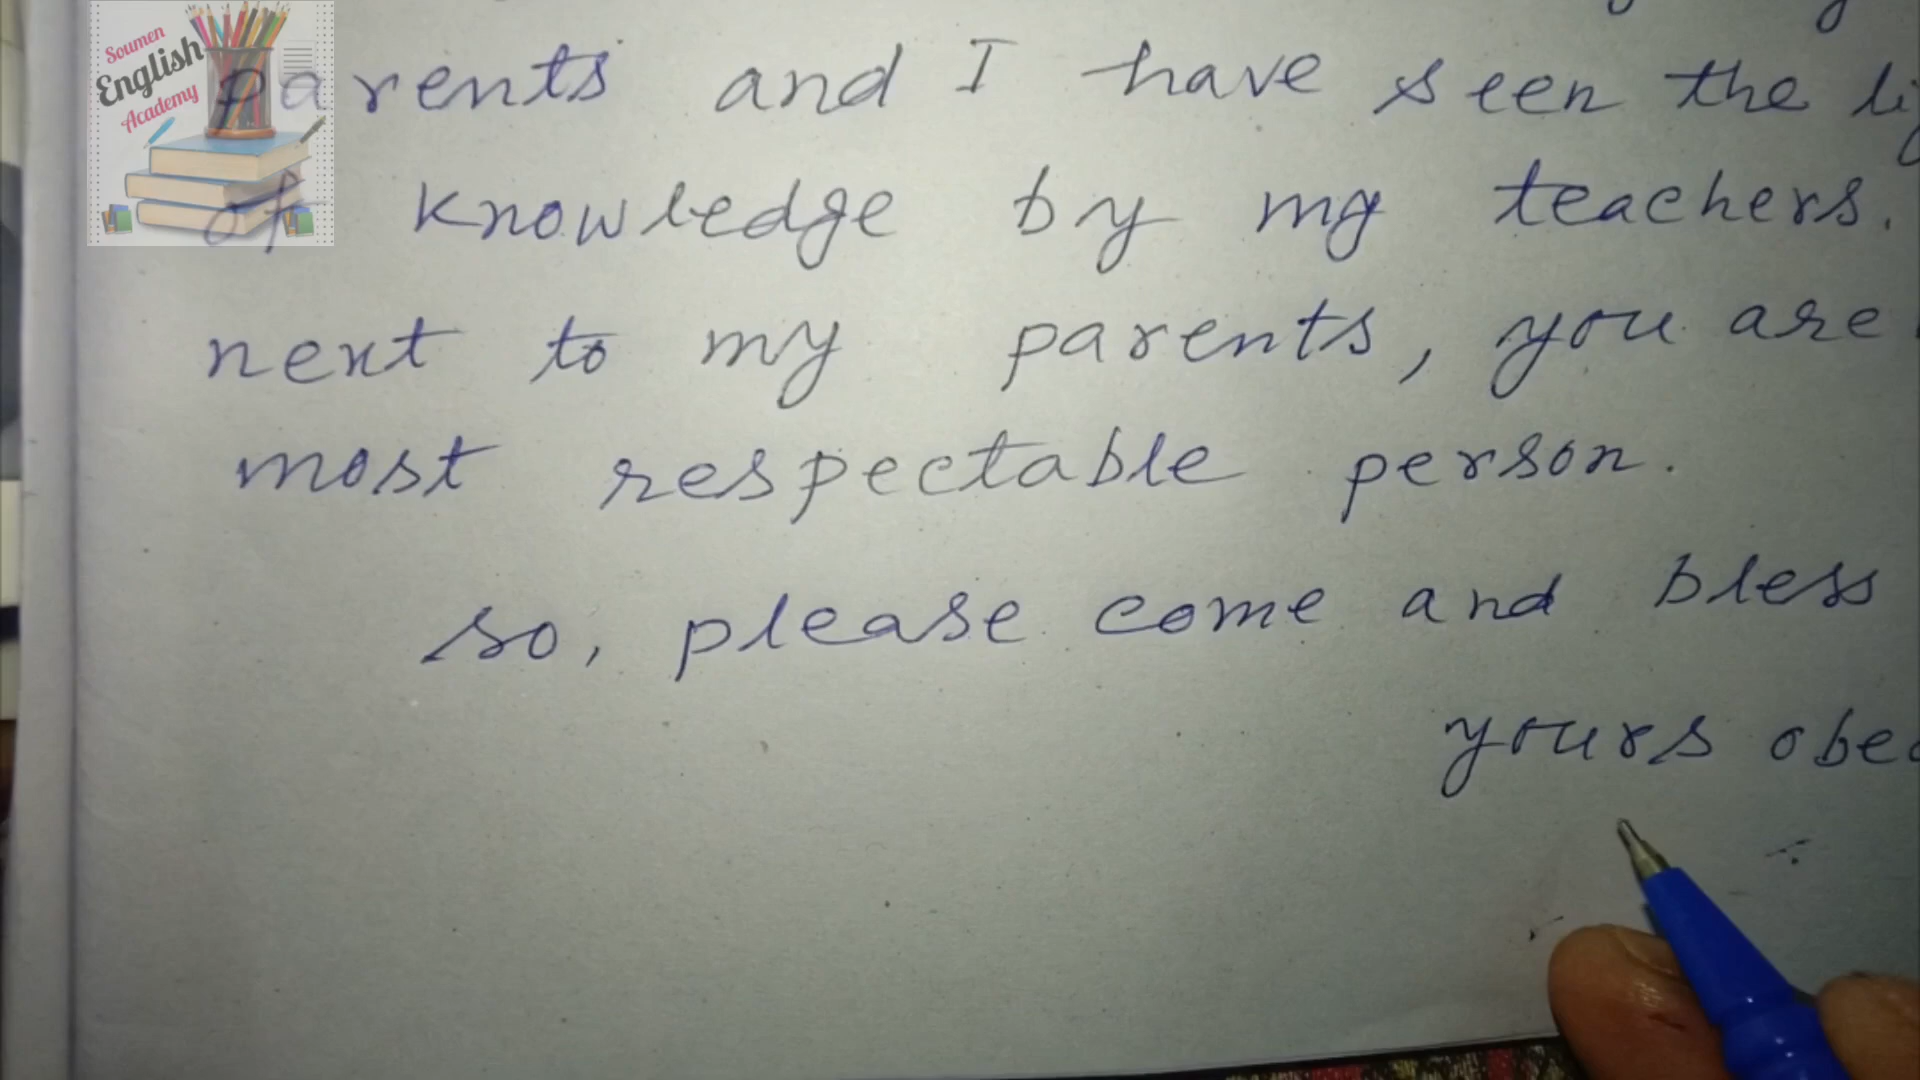 Soumen
English
Academy
parents and I have seen the
of knowledge by my teachers.
next to my parents, you are
most respectable person.
so, please come and bless
yours